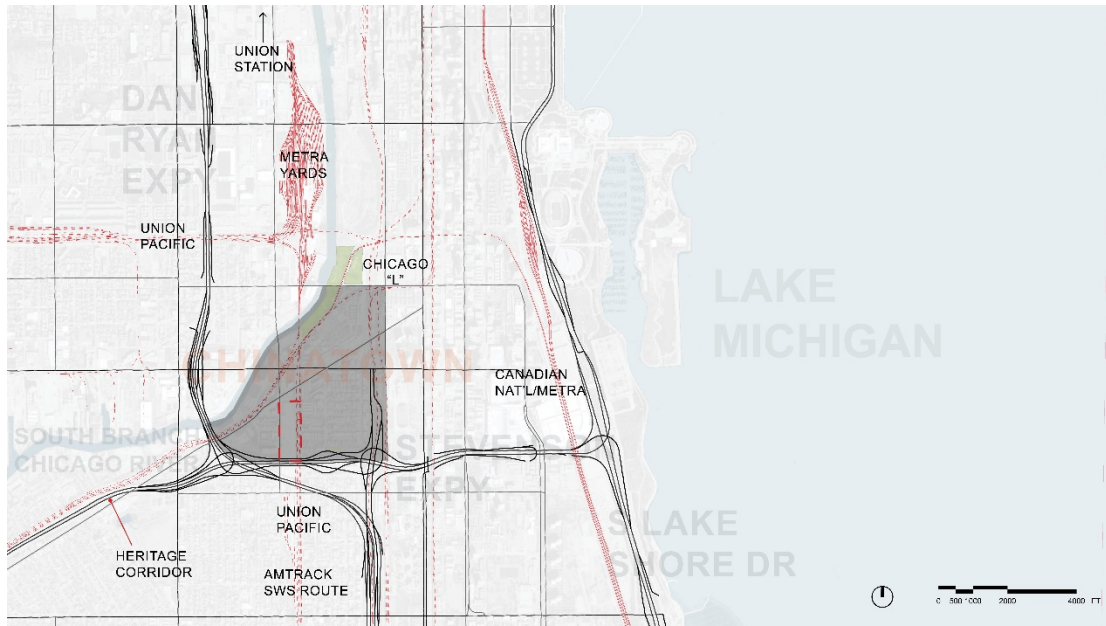 UNION
STATION
DAN
RYAN
EXPY
METRA
YARDS
UNION
PACIFIC
CHICAGO
"L"
LAKE
MICHIGAN
CHINATOWN
CANADIAN
NAT'L/METRA
SOUTH BRANCH
CHICAGO RIVER
STEVENSON
EXPY
UNION
PACIFIC
S LAKE
SHORE DR
HERITAGE
CORRIDOR
AMTRACK
SWS ROUTE
0 500 1000 2000 4000 FT